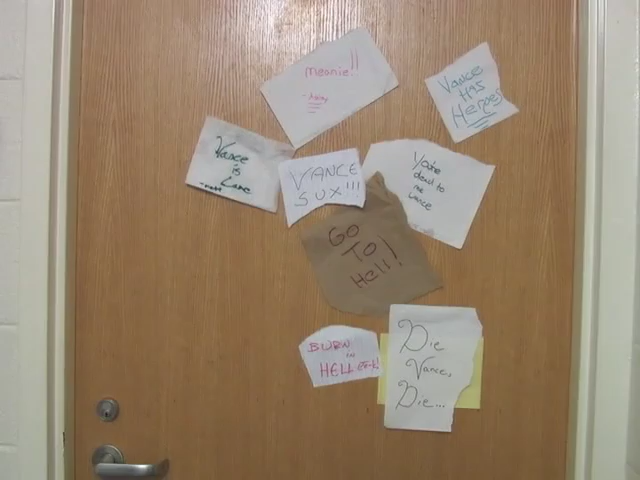 meanie!!
Vance
Has
Herpes
Vance
is
Lame
-matt
VANCE
SUX!!!
You're
dead to
me
Vance
GO
TO
Hell!
BURN
IN
HELL
Die
Vance,
Die...